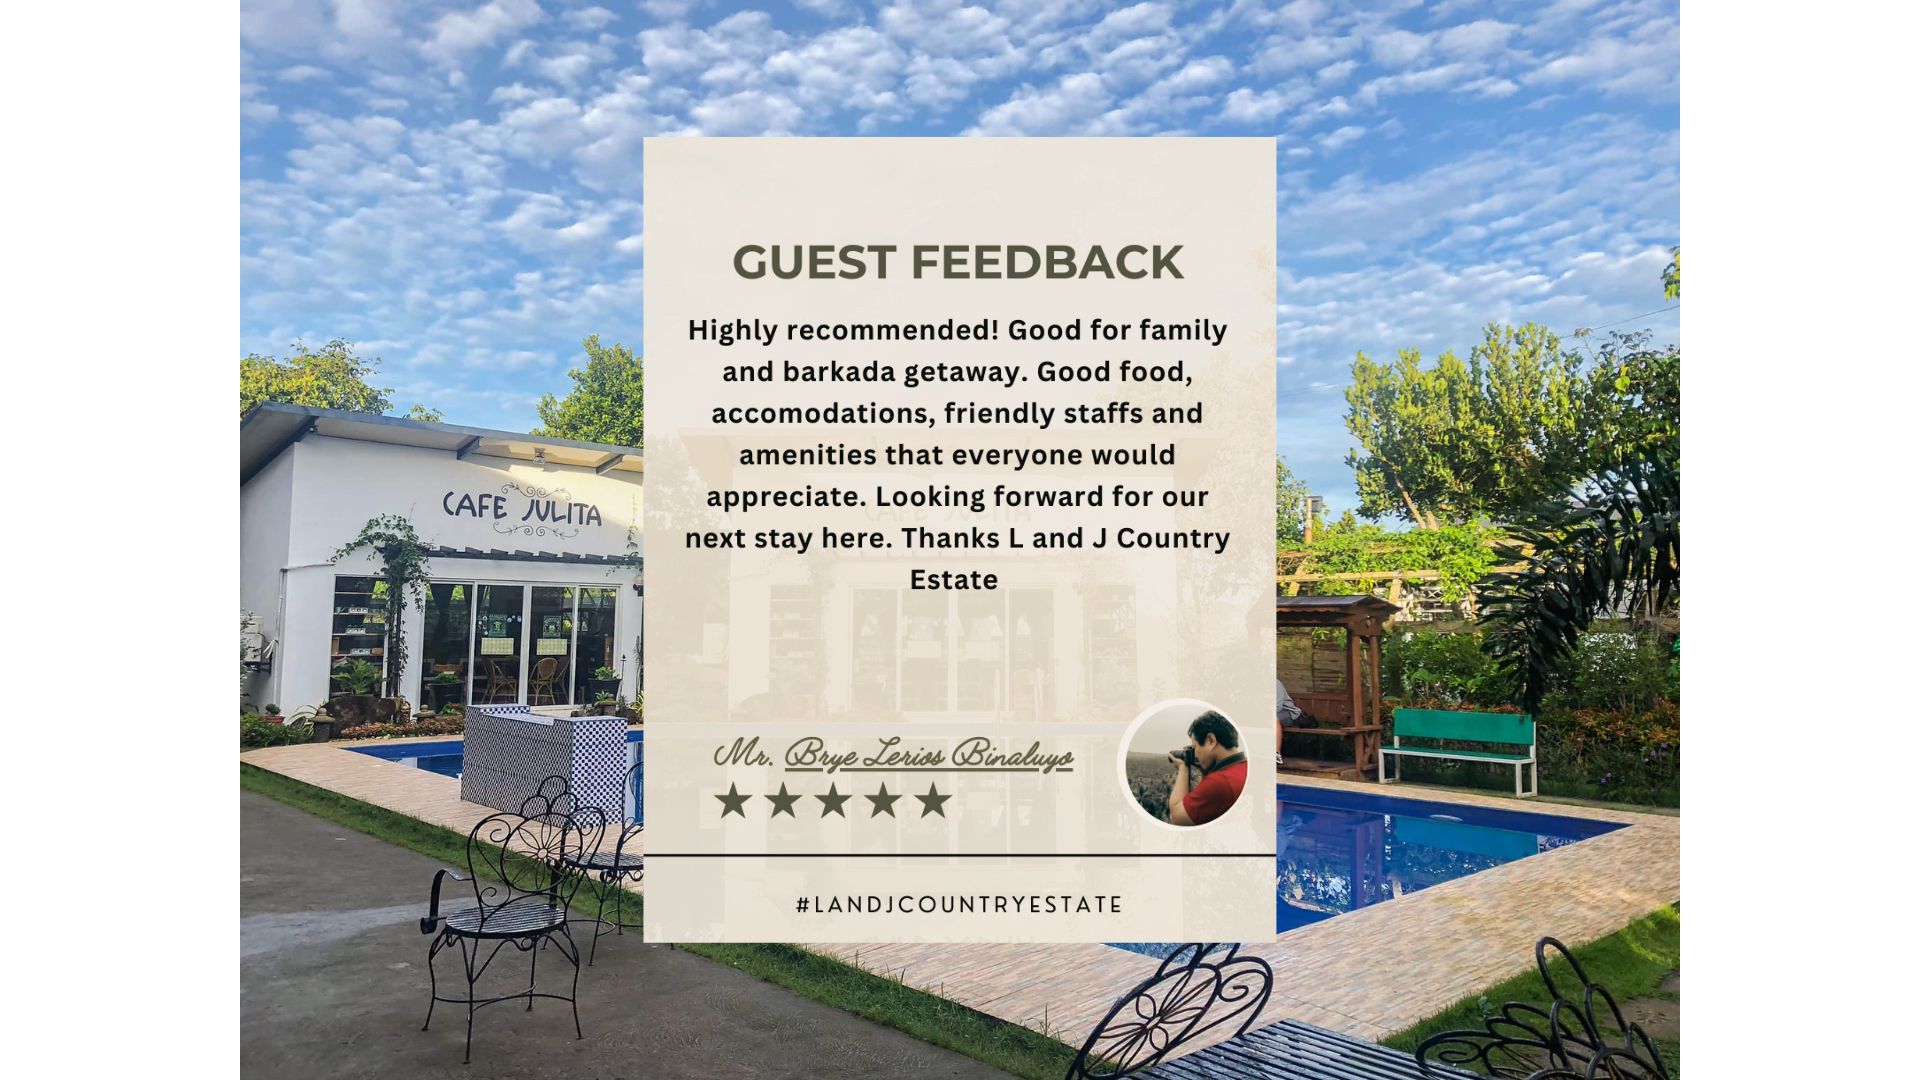 GUEST FEEDBACK
Highly recommended! Good for family
and barkada getaway. Good food,
accomodations, friendly staffs and
amenities that everyone would
appreciate. Looking forward for our
next stay here. Thanks L and J Country
Estate
Mr. Brye Lerios Binaluyo
#LANDJCOUNTRYESTATE
CAFE JULITA